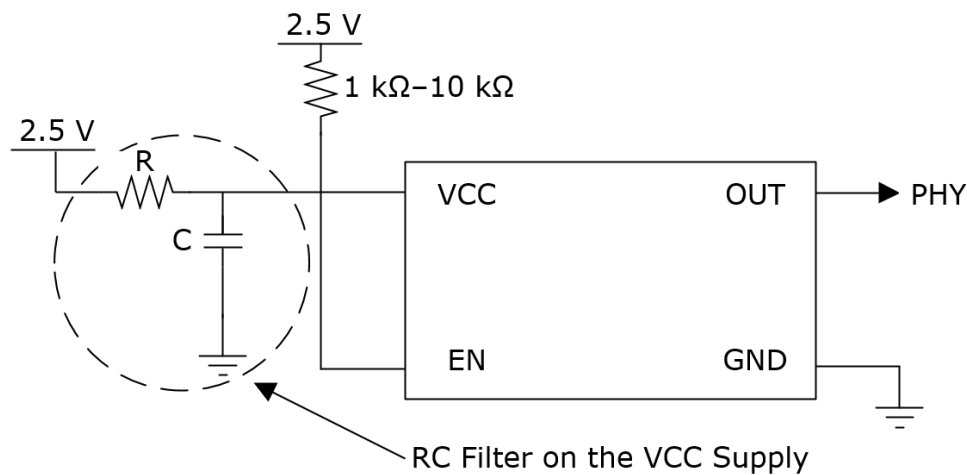 2.5 V
1 kΩ–10 kΩ
2.5 V
R
C
VCC
OUT
PHY
EN
GND
RC Filter on the VCC Supply